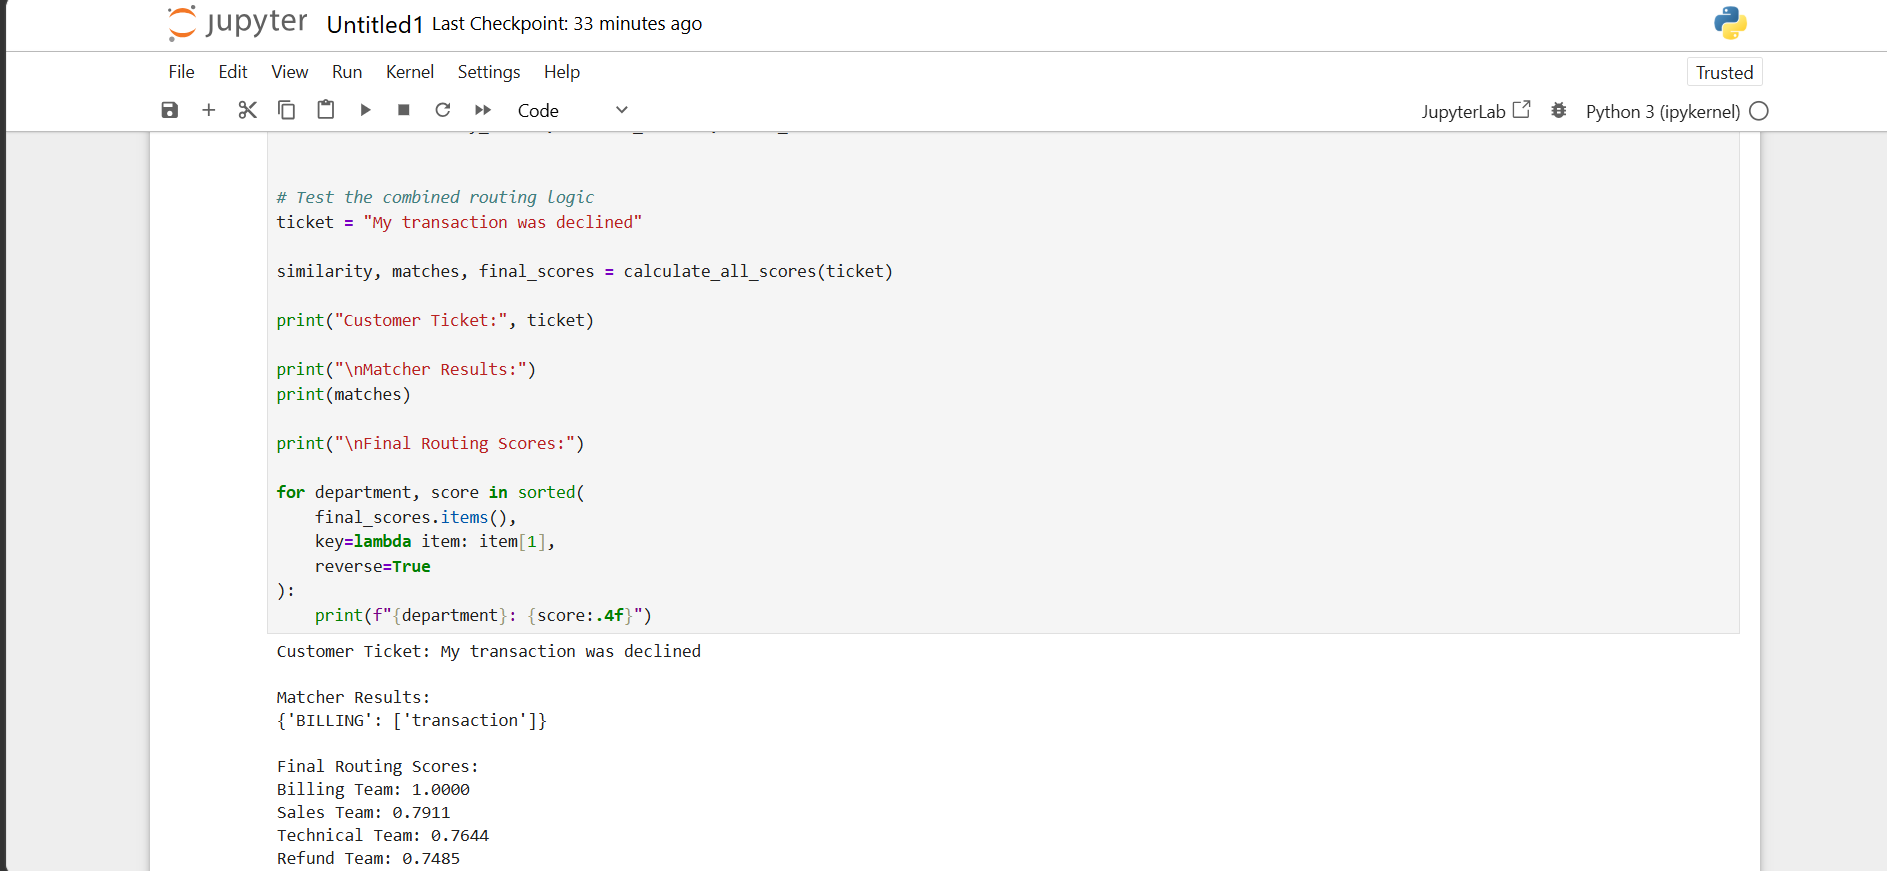 jupyter Untitled1 Last Checkpoint: 33 minutes ago
File Edit View Run Kernel Settings Help
Trusted
Code
JupyterLab
Python 3 (ipykernel)
# Test the combined routing logic
ticket = "My transaction was declined"
similarity, matches, final_scores = calculate_all_scores(ticket)
print("Customer Ticket:", ticket)
print("\nMatcher Results:")
print(matches)
print("\nFinal Routing Scores:")
for department, score in sorted(
    final_scores.items(),
    key=lambda item: item[1],
    reverse=True
):
    print(f"{department}: {score:.4f}")
Customer Ticket: My transaction was declined
Matcher Results:
{'BILLING': ['transaction']}
Final Routing Scores:
Billing Team: 1.0000
Sales Team: 0.7911
Technical Team: 0.7644
Refund Team: 0.7485